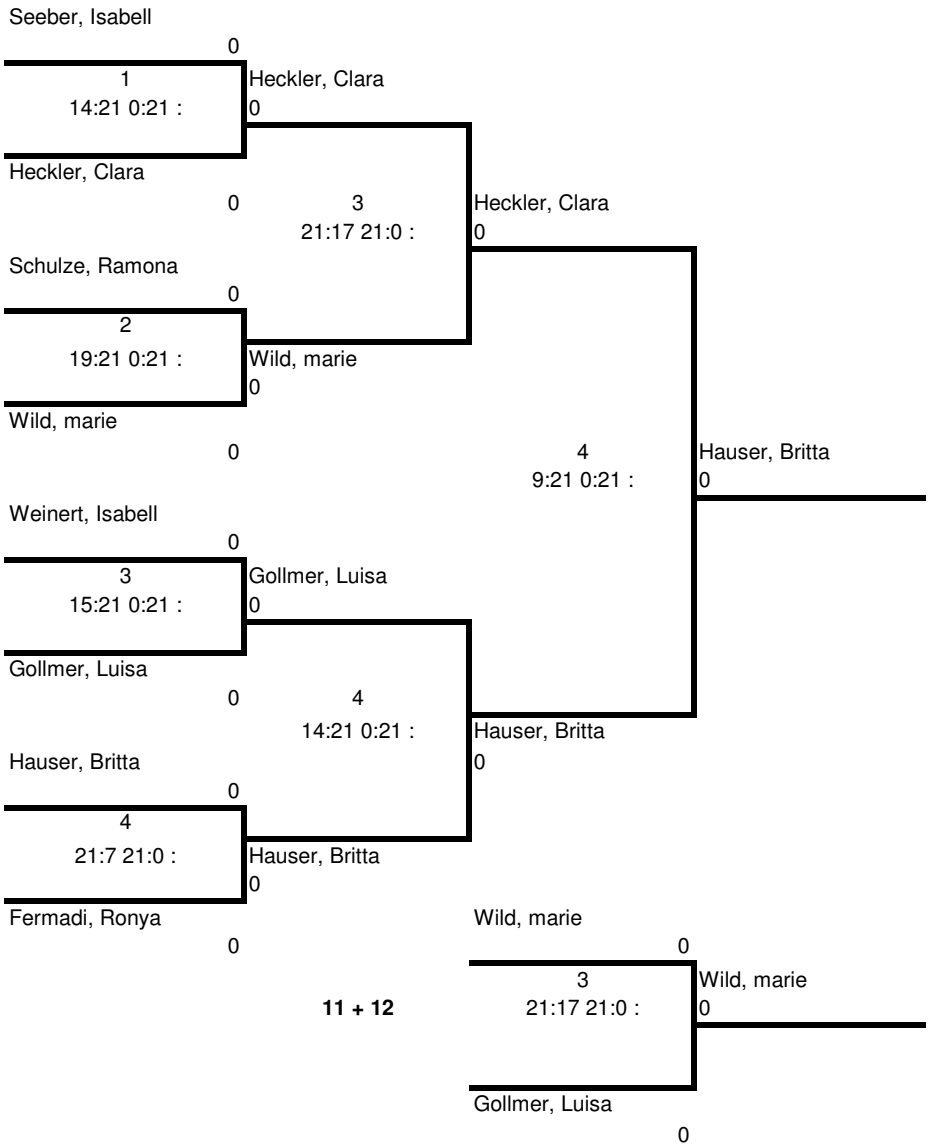 Seeber, Isabell
0
1
14:21 0:21 :
Heckler, Clara
0
Heckler, Clara
0
3
21:17 21:0 :
Heckler, Clara
0
Schulze, Ramona
0
2
19:21 0:21 :
Wild, marie
0
Wild, marie
0
4
9:21 0:21 :
Hauser, Britta
0
Weinert, Isabell
0
3
15:21 0:21 :
Gollmer, Luisa
0
Gollmer, Luisa
0
4
14:21 0:21 :
Hauser, Britta
0
Hauser, Britta
0
4
21:7 21:0 :
Hauser, Britta
0
Fermadi, Ronya
0
Wild, marie
0
3
21:17 21:0 :
Wild, marie
0
11 + 12
Gollmer, Luisa
0